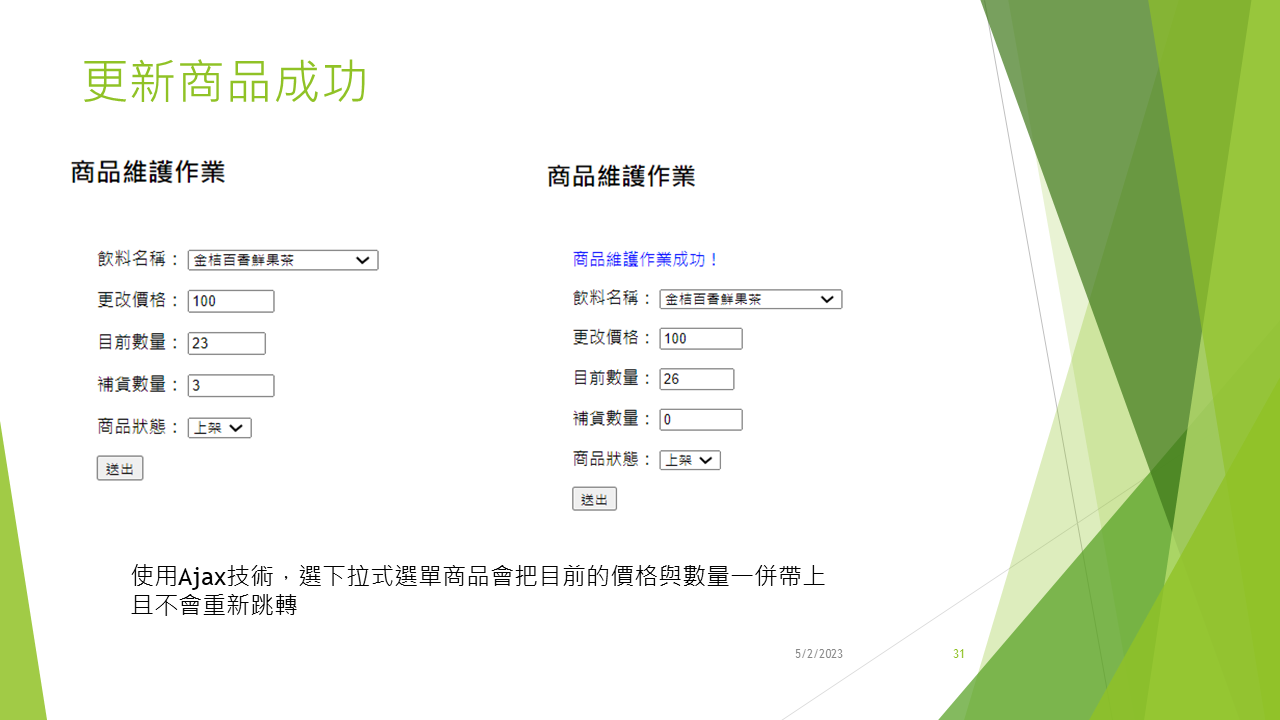 更新商品成功
商品維護作業
飲料名稱： 金桔百香鮮果茶
更改價格： 100
目前數量： 23
補貨數量： 3
商品狀態： 上架
送出
商品維護作業
商品維護作業成功！
飲料名稱： 金桔百香鮮果茶
更改價格： 100
目前數量： 26
補貨數量： 0
商品狀態： 上架
送出
使用Ajax技術，選下拉式選單商品會把目前的價格與數量一併帶上
且不會重新跳轉
5/2/2023
31